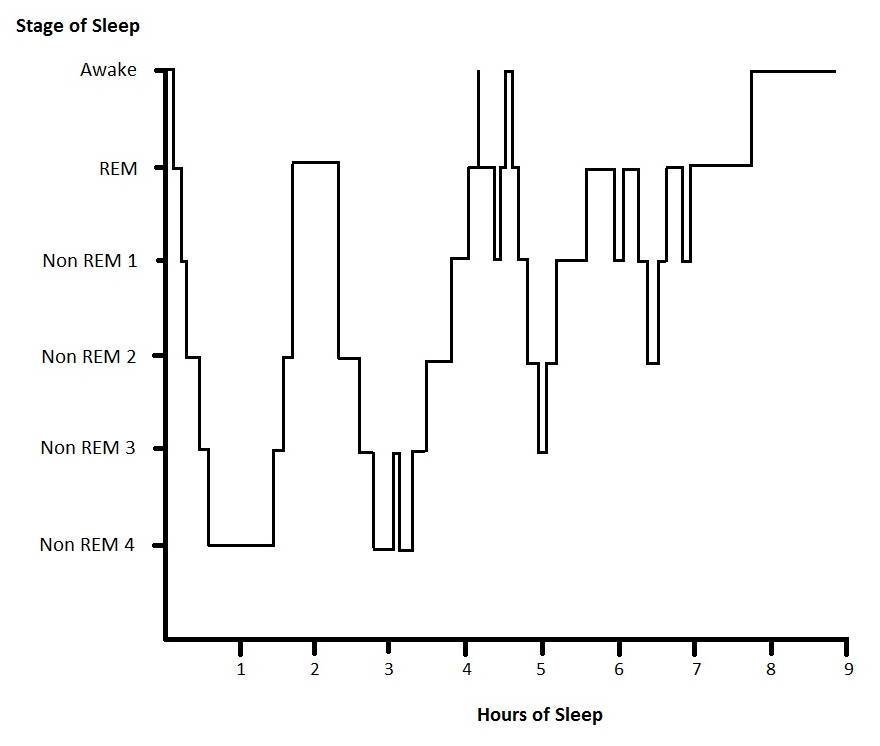 Stage of Sleep
Awake
REM
Non REM 1
Non REM 2
Non REM 3
Non REM 4
1 2 3 4 5 6 7 8 9
Hours of Sleep